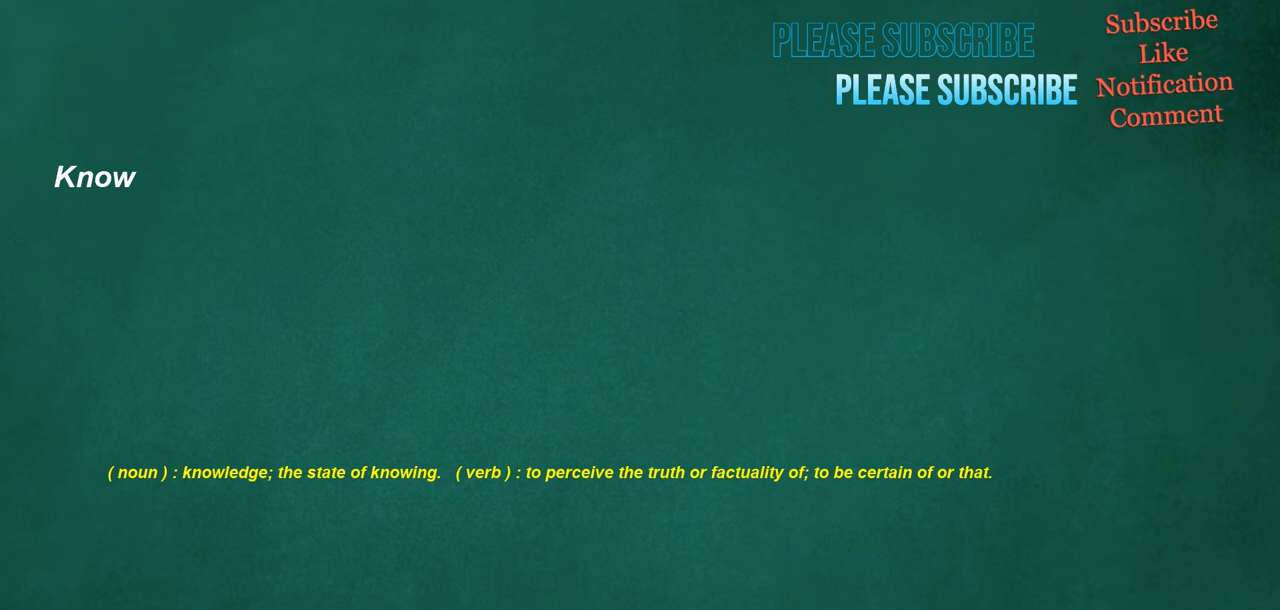 PLEASE SUBSCRIBE
PLEASE SUBSCRIBE
Subscribe
Like
Notification
Comment
Know
( noun ) : knowledge; the state of knowing. ( verb ) : to perceive the truth or factuality of; to be certain of or that.